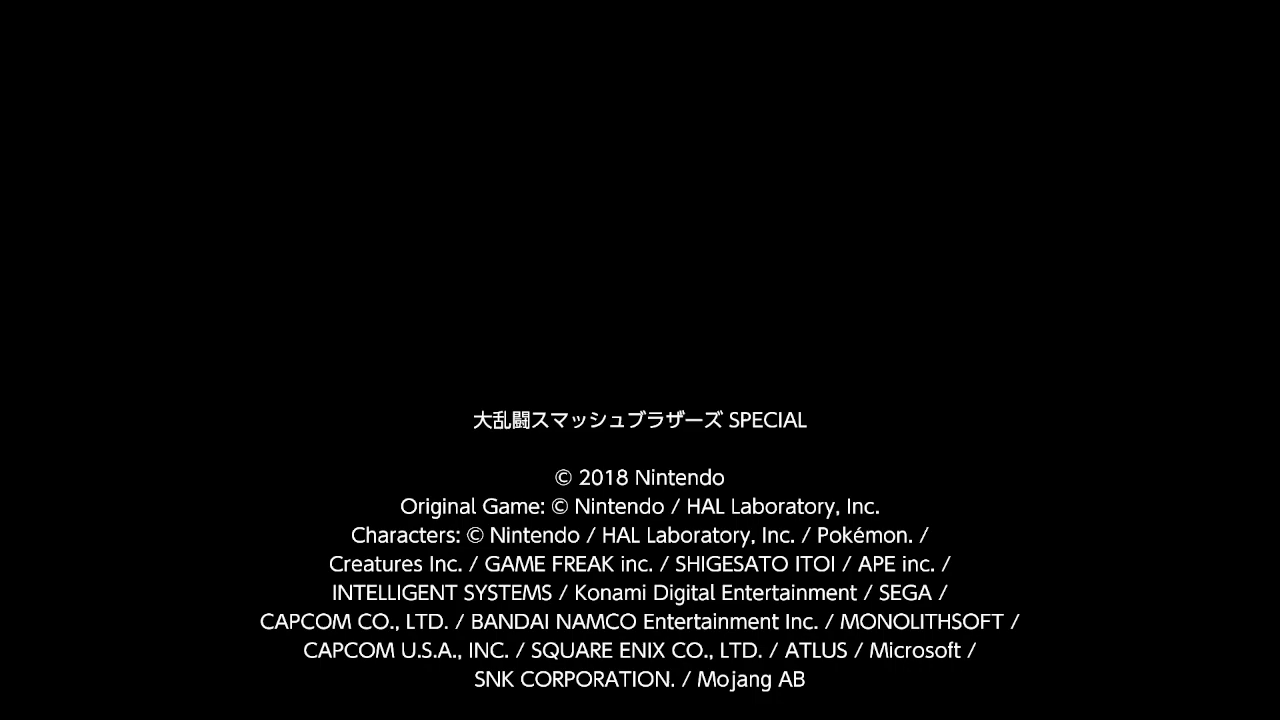 大乱闘スマッシュブラザーズ SPECIAL
© 2018 Nintendo
Original Game: © Nintendo / HAL Laboratory, Inc.
Characters: © Nintendo / HAL Laboratory, Inc. / Pokémon. /
Creatures Inc. / GAME FREAK inc. / SHIGESATO ITOI / APE inc. /
INTELLIGENT SYSTEMS / Konami Digital Entertainment / SEGA /
CAPCOM CO., LTD. / BANDAI NAMCO Entertainment Inc. / MONOLITHSOFT /
CAPCOM U.S.A., INC. / SQUARE ENIX CO., LTD. / ATLUS / Microsoft /
SNK CORPORATION. / Mojang AB